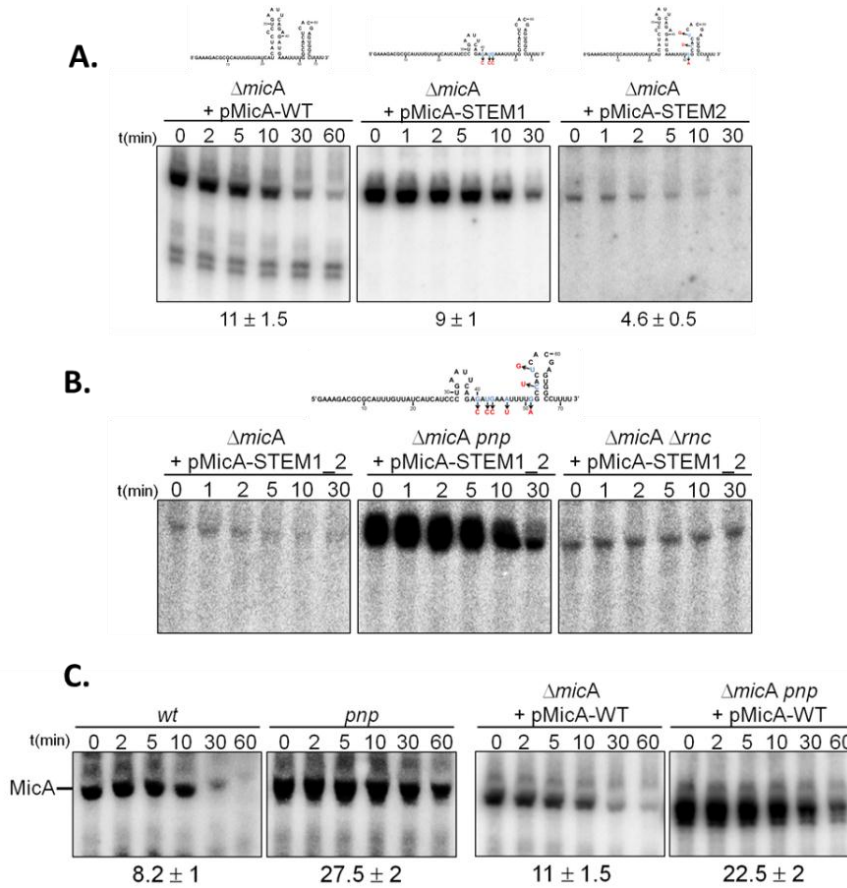 A.
5'GAAAGACGCGCAUUUGUUAUCAU
ΔmicA
+ pMicA-WT
ΔmicA
+ pMicA-STEM1
ΔmicA
+ pMicA-STEM2
t(min) 0 2 5 10 30 60 0 1 2 5 10 30 0 1 2 5 10 30
11 ± 1.5 9 ± 1 4.6 ± 0.5
B.
G
U
5'GAAAGACGCGCAUUUGUUAUCAUCAUCCC
10 20 70
C CC U A
ΔmicA
+ pMicA-STEM1_2
ΔmicA pnp
+ pMicA-STEM1_2
ΔmicA Δrnc
+ pMicA-STEM1_2
t(min) 0 1 2 5 10 30 0 1 2 5 10 30 0 1 2 5 10 30
C.
wt pnp
ΔmicA
+ pMicA-WT
ΔmicA pnp
+ pMicA-WT
t(min) 0 2 5 10 30 60 0 2 5 10 30 60 0 2 5 10 30 60 0 2 5 10 30 60
MicA
8.2 ± 1 27.5 ± 2 11 ± 1.5 22.5 ± 2